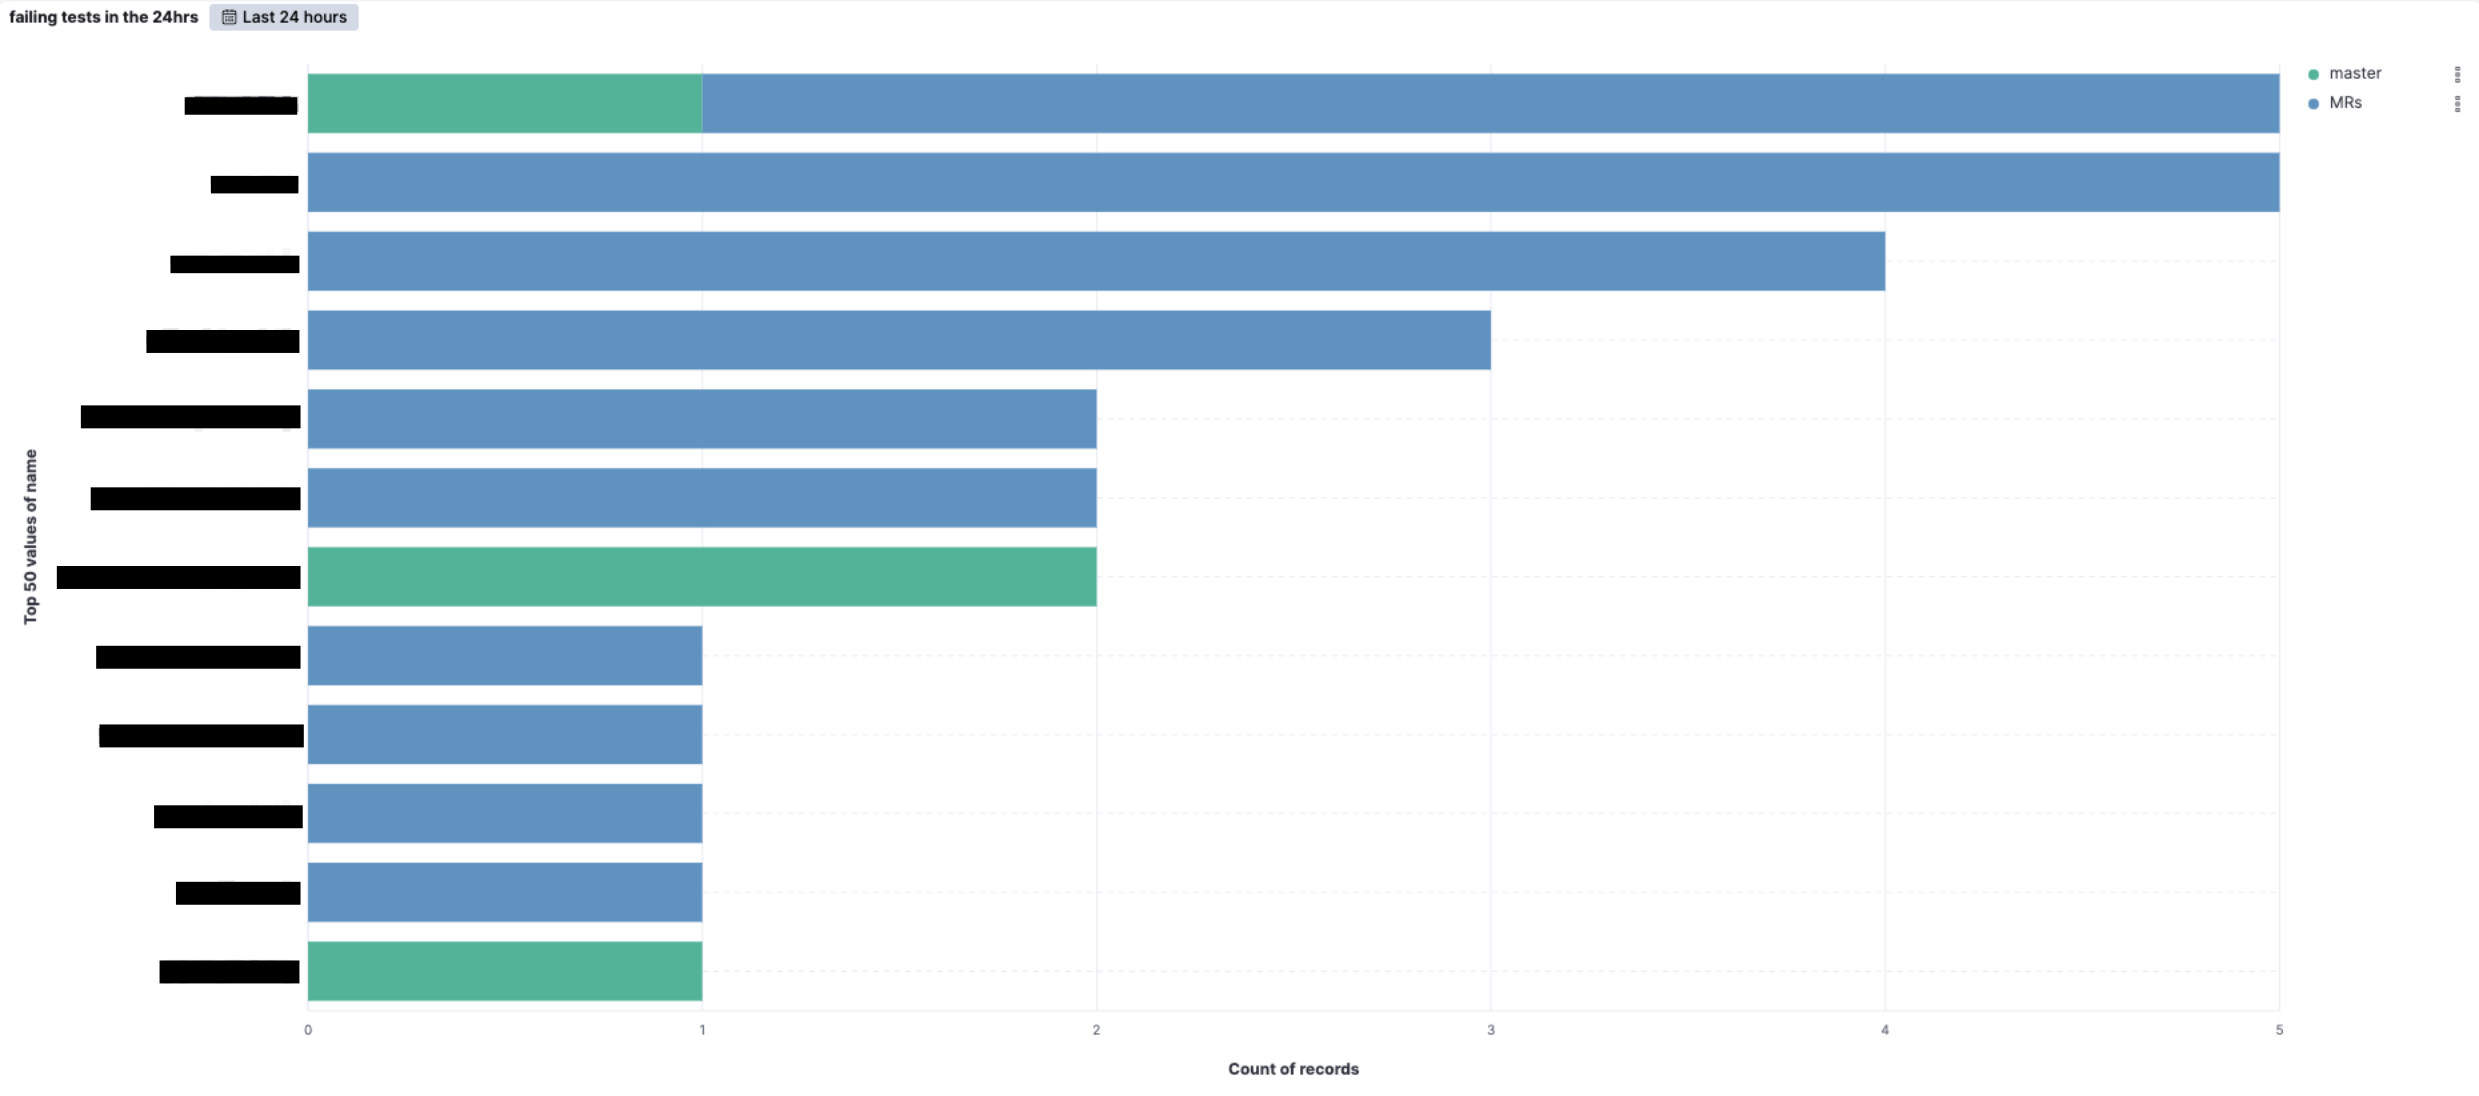 failing tests in the 24hrs Last 24 hours
master
MRs
Top 50 values of name
0 1 2 3 4 5
Count of records